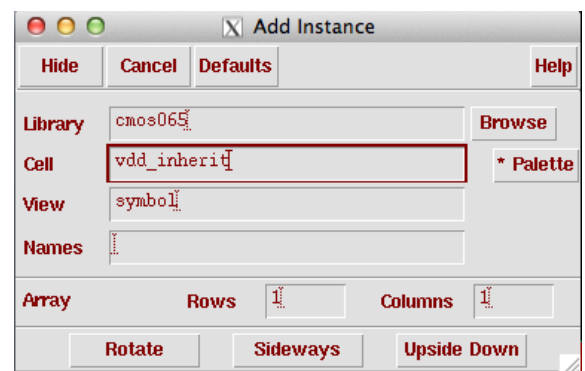 X Add Instance
Hide Cancel Defaults Help
Library cmos065 Browse
Cell vdd_inherit * Palette
View symbol
Names
Array Rows 1 Columns 1
Rotate Sideways Upside Down